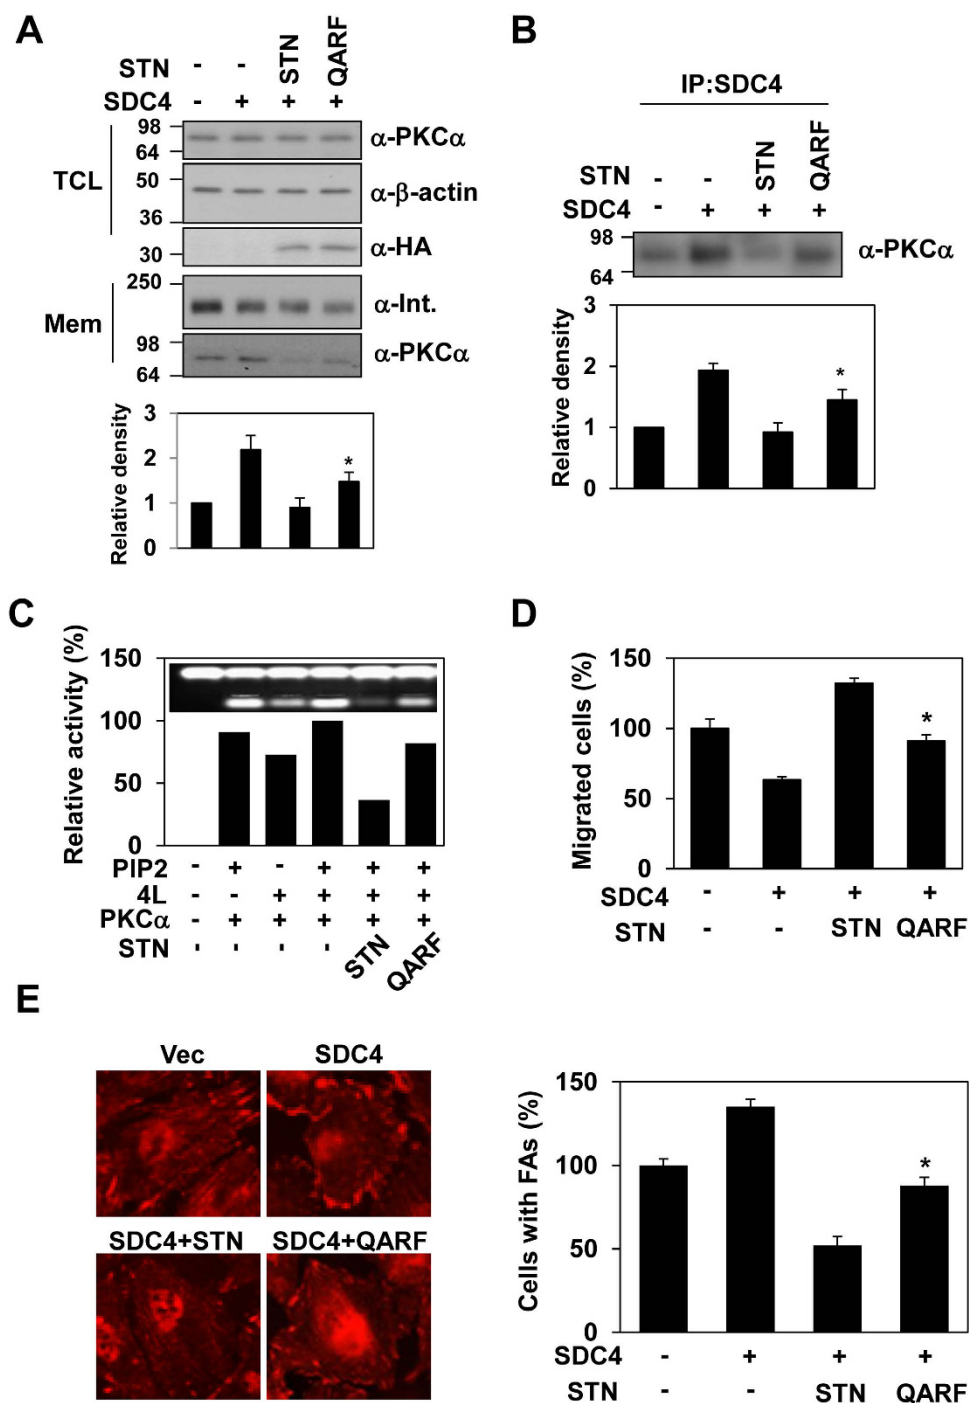 A
STN - - STN QARF
SDC4 - + + +
TCL
98
64
α-PKCα
50
36
α-β-actin
30
α-HA
Mem
250
α-Int.
98
64
α-PKCα
Relative density
3
2
1
0
*
B
IP:SDC4
STN - - STN QARF
SDC4 - + + +
98
64
α-PKCα
Relative density
3
2
1
0
*
C
Relative activity (%)
150
100
50
0
PIP2 - + - + + +
4L - - + + + +
PKCα - + + + + +
STN - - - - STN QARF
D
Migrated cells (%)
150
100
50
0
*
SDC4 - + + +
STN - - STN QARF
E
Vec SDC4
SDC4+STN SDC4+QARF
Cells with FAs (%)
150
100
50
0
*
SDC4 - + + +
STN - - STN QARF